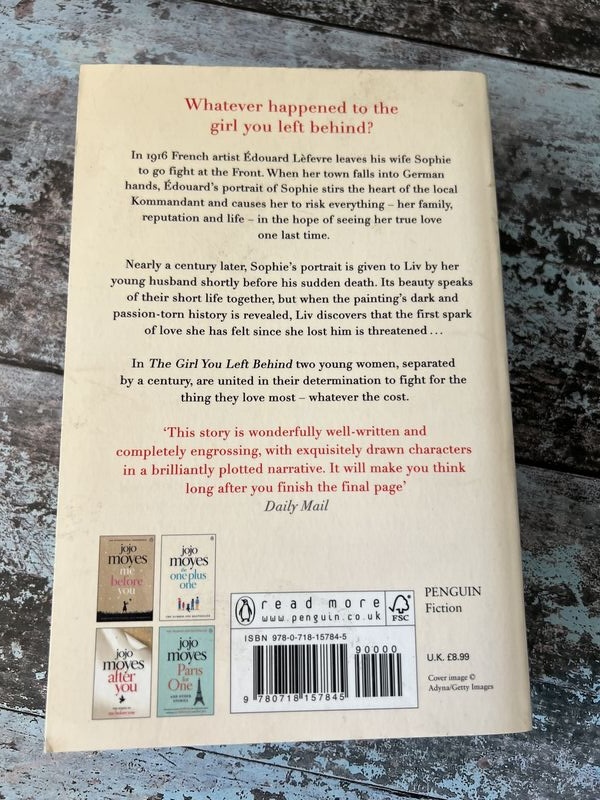 Whatever happened to the
girl you left behind?
In 1916 French artist Édouard Lèfevre leaves his wife Sophie
to go fight at the Front. When her town falls into German
hands, Édouard's portrait of Sophie stirs the heart of the local
Kommandant and causes her to risk everything – her family,
reputation and life – in the hope of seeing her true love
one last time.
Nearly a century later, Sophie's portrait is given to Liv by her
young husband shortly before his sudden death. Its beauty speaks
of their short life together, but when the painting's dark and
passion-torn history is revealed, Liv discovers that the first spark
of love she has felt since she lost him is threatened ...
In The Girl You Left Behind two young women, separated
by a century, are united in their determination to fight for the
thing they love most – whatever the cost.
'This story is wonderfully well-written and
completely engrossing, with exquisitely drawn characters
in a brilliantly plotted narrative. It will make you think
long after you finish the final page'
Daily Mail
jojo
moyes
me
before
you
jojo
moyes
the
one plus
one
jojo
moyes
after
you
jojo
moyes
Paris
for
One
AND OTHER
STORIES
read more
www.penguin.co.uk
FSC
ISBN 978-0-718-15784-5
90000
9 780718 157845
PENGUIN
Fiction
U.K. £8.99
Cover image ©
Adyna/Getty Images